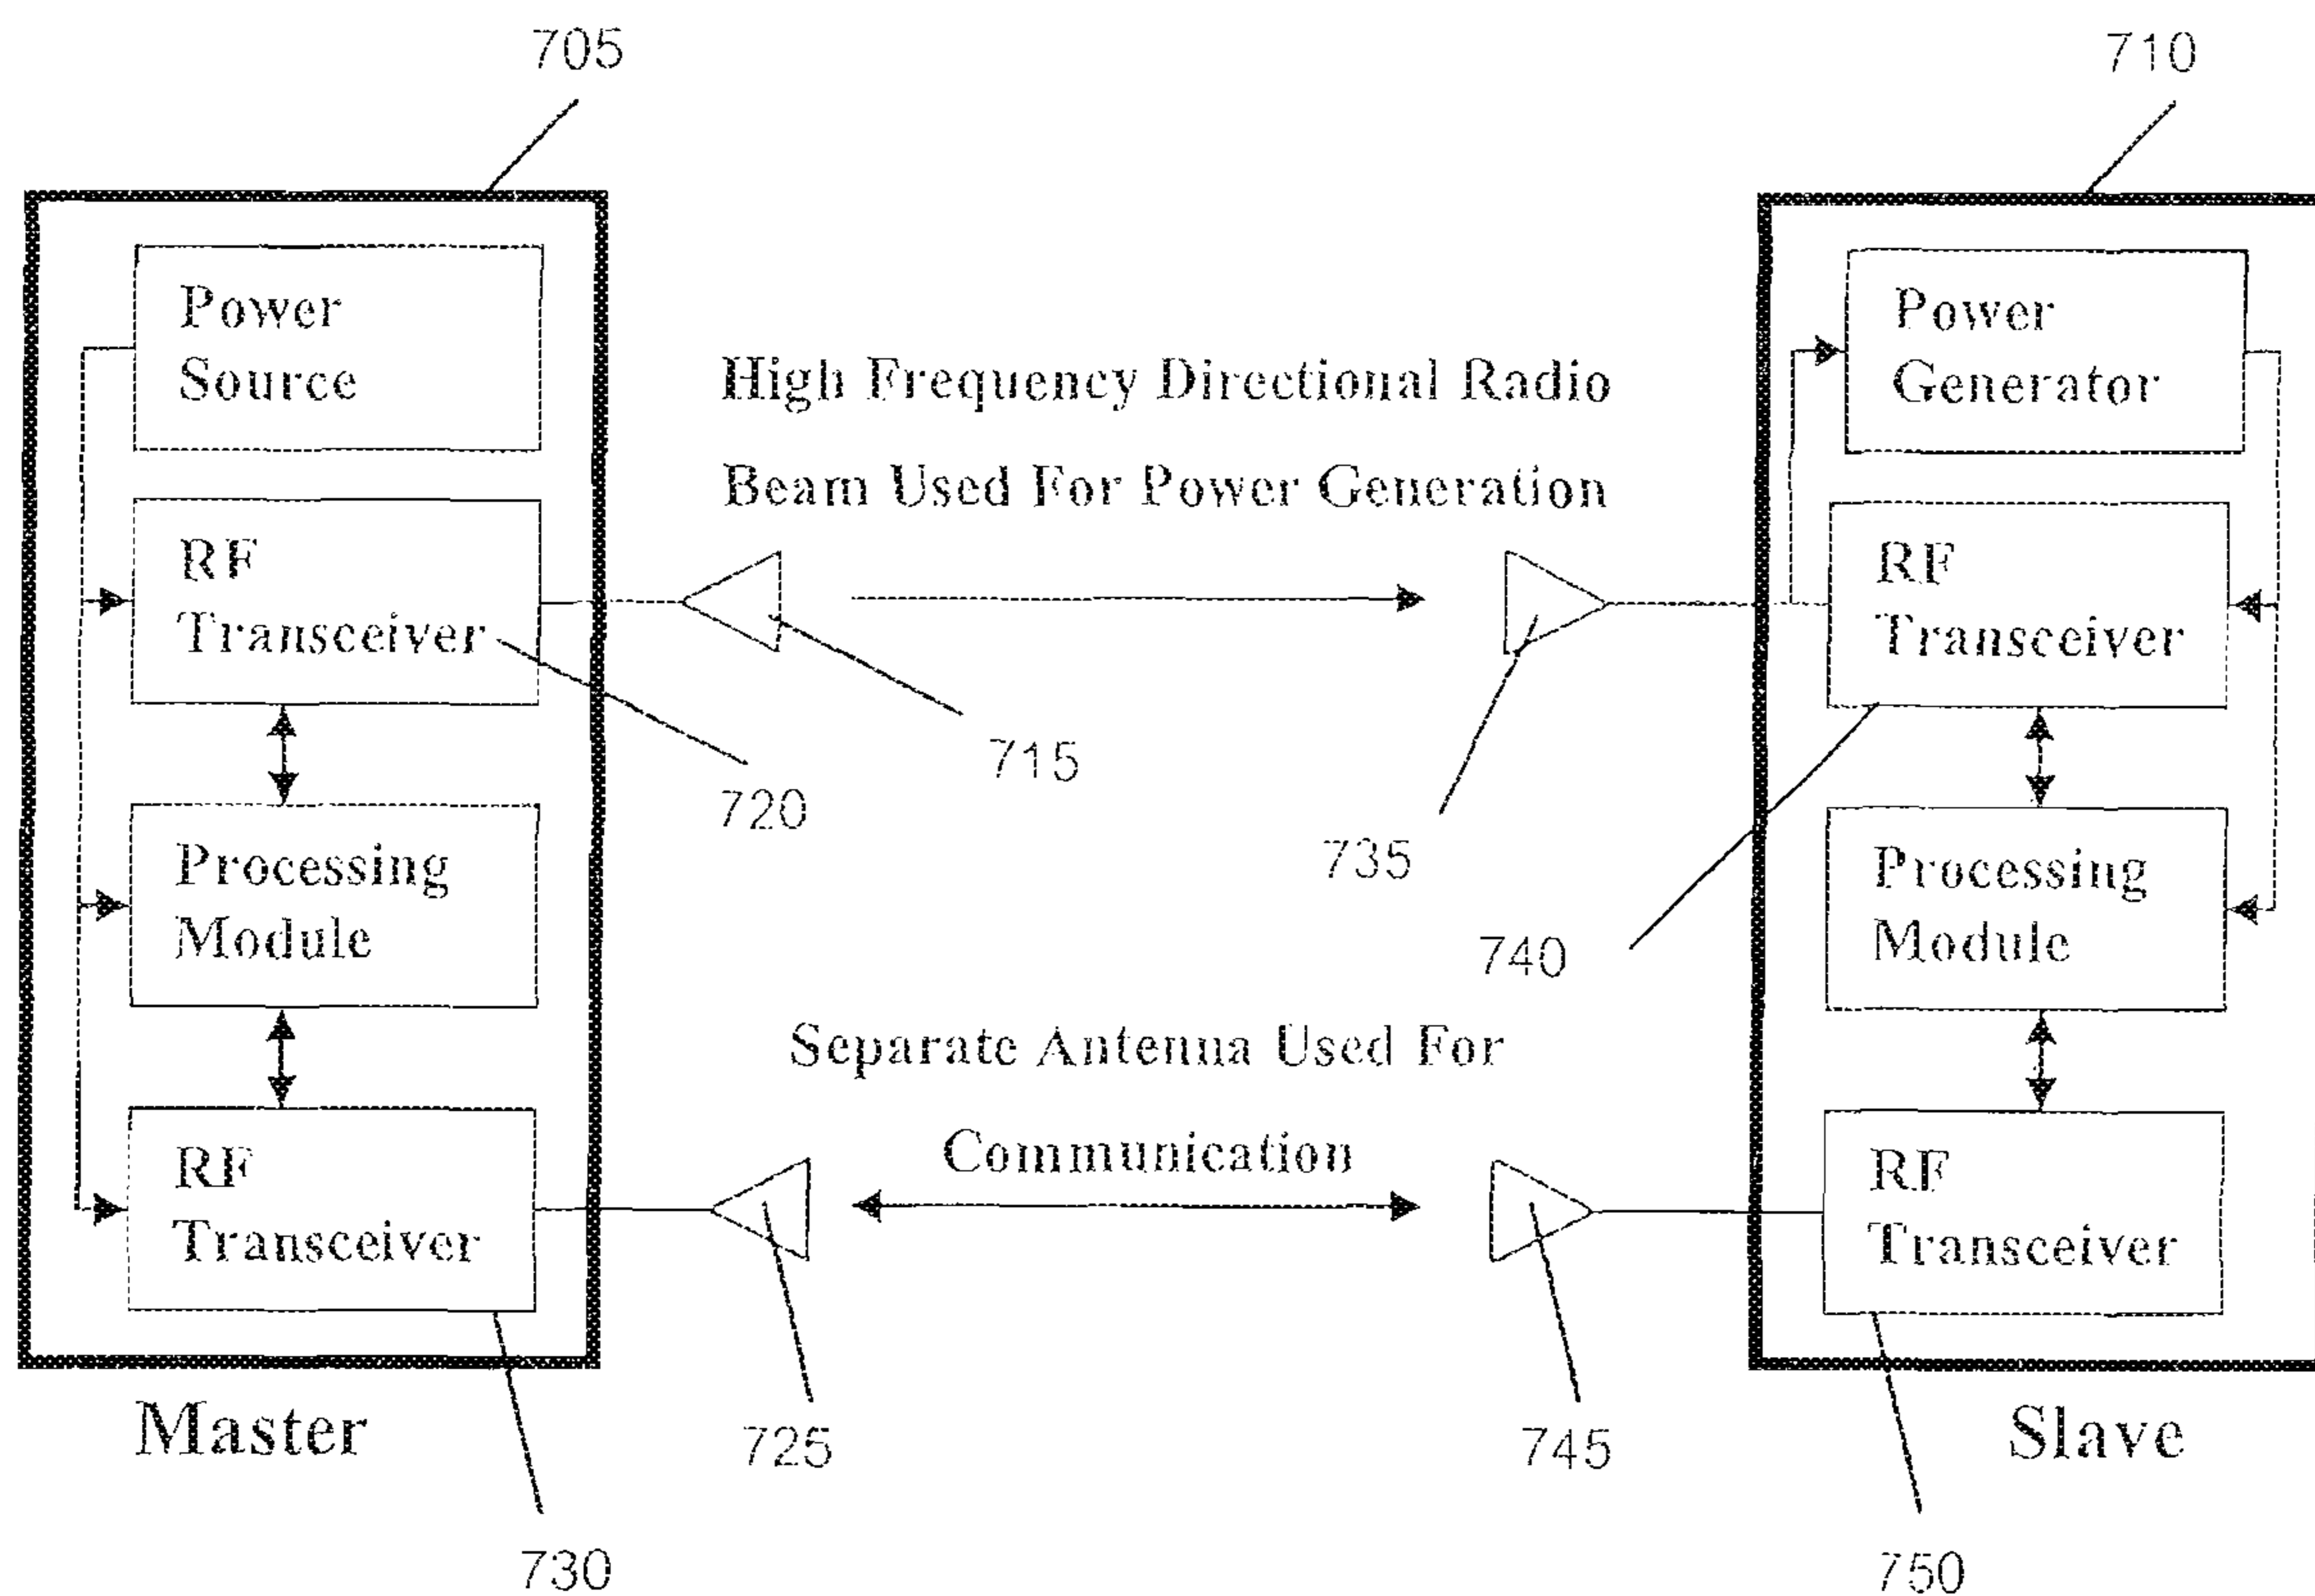 705
710
Power
Source
RF
Transceiver
Processing
Module
RF
Transceiver
Master
High Frequency Directional Radio
Beam Used For Power Generation
715
720
735
740
Separate Antenna Used For
Communication
725
745
730
Power
Generator
RF
Transceiver
Processing
Module
RF
Transceiver
Slave
750